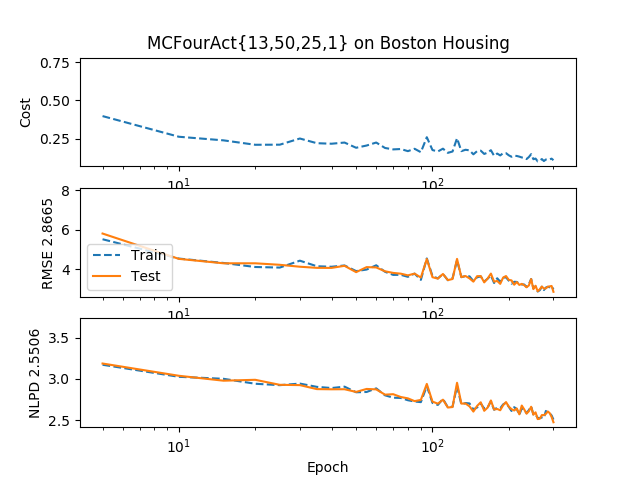 MCFourAct{13,50,25,1} on Boston Housing
Cost
0.75
0.50
0.25
10¹
10²
RMSE 2.8665
8
6
4
Train
Test
10¹
10²
NLPD 2.5506
3.5
3.0
2.5
10¹
10²
Epoch